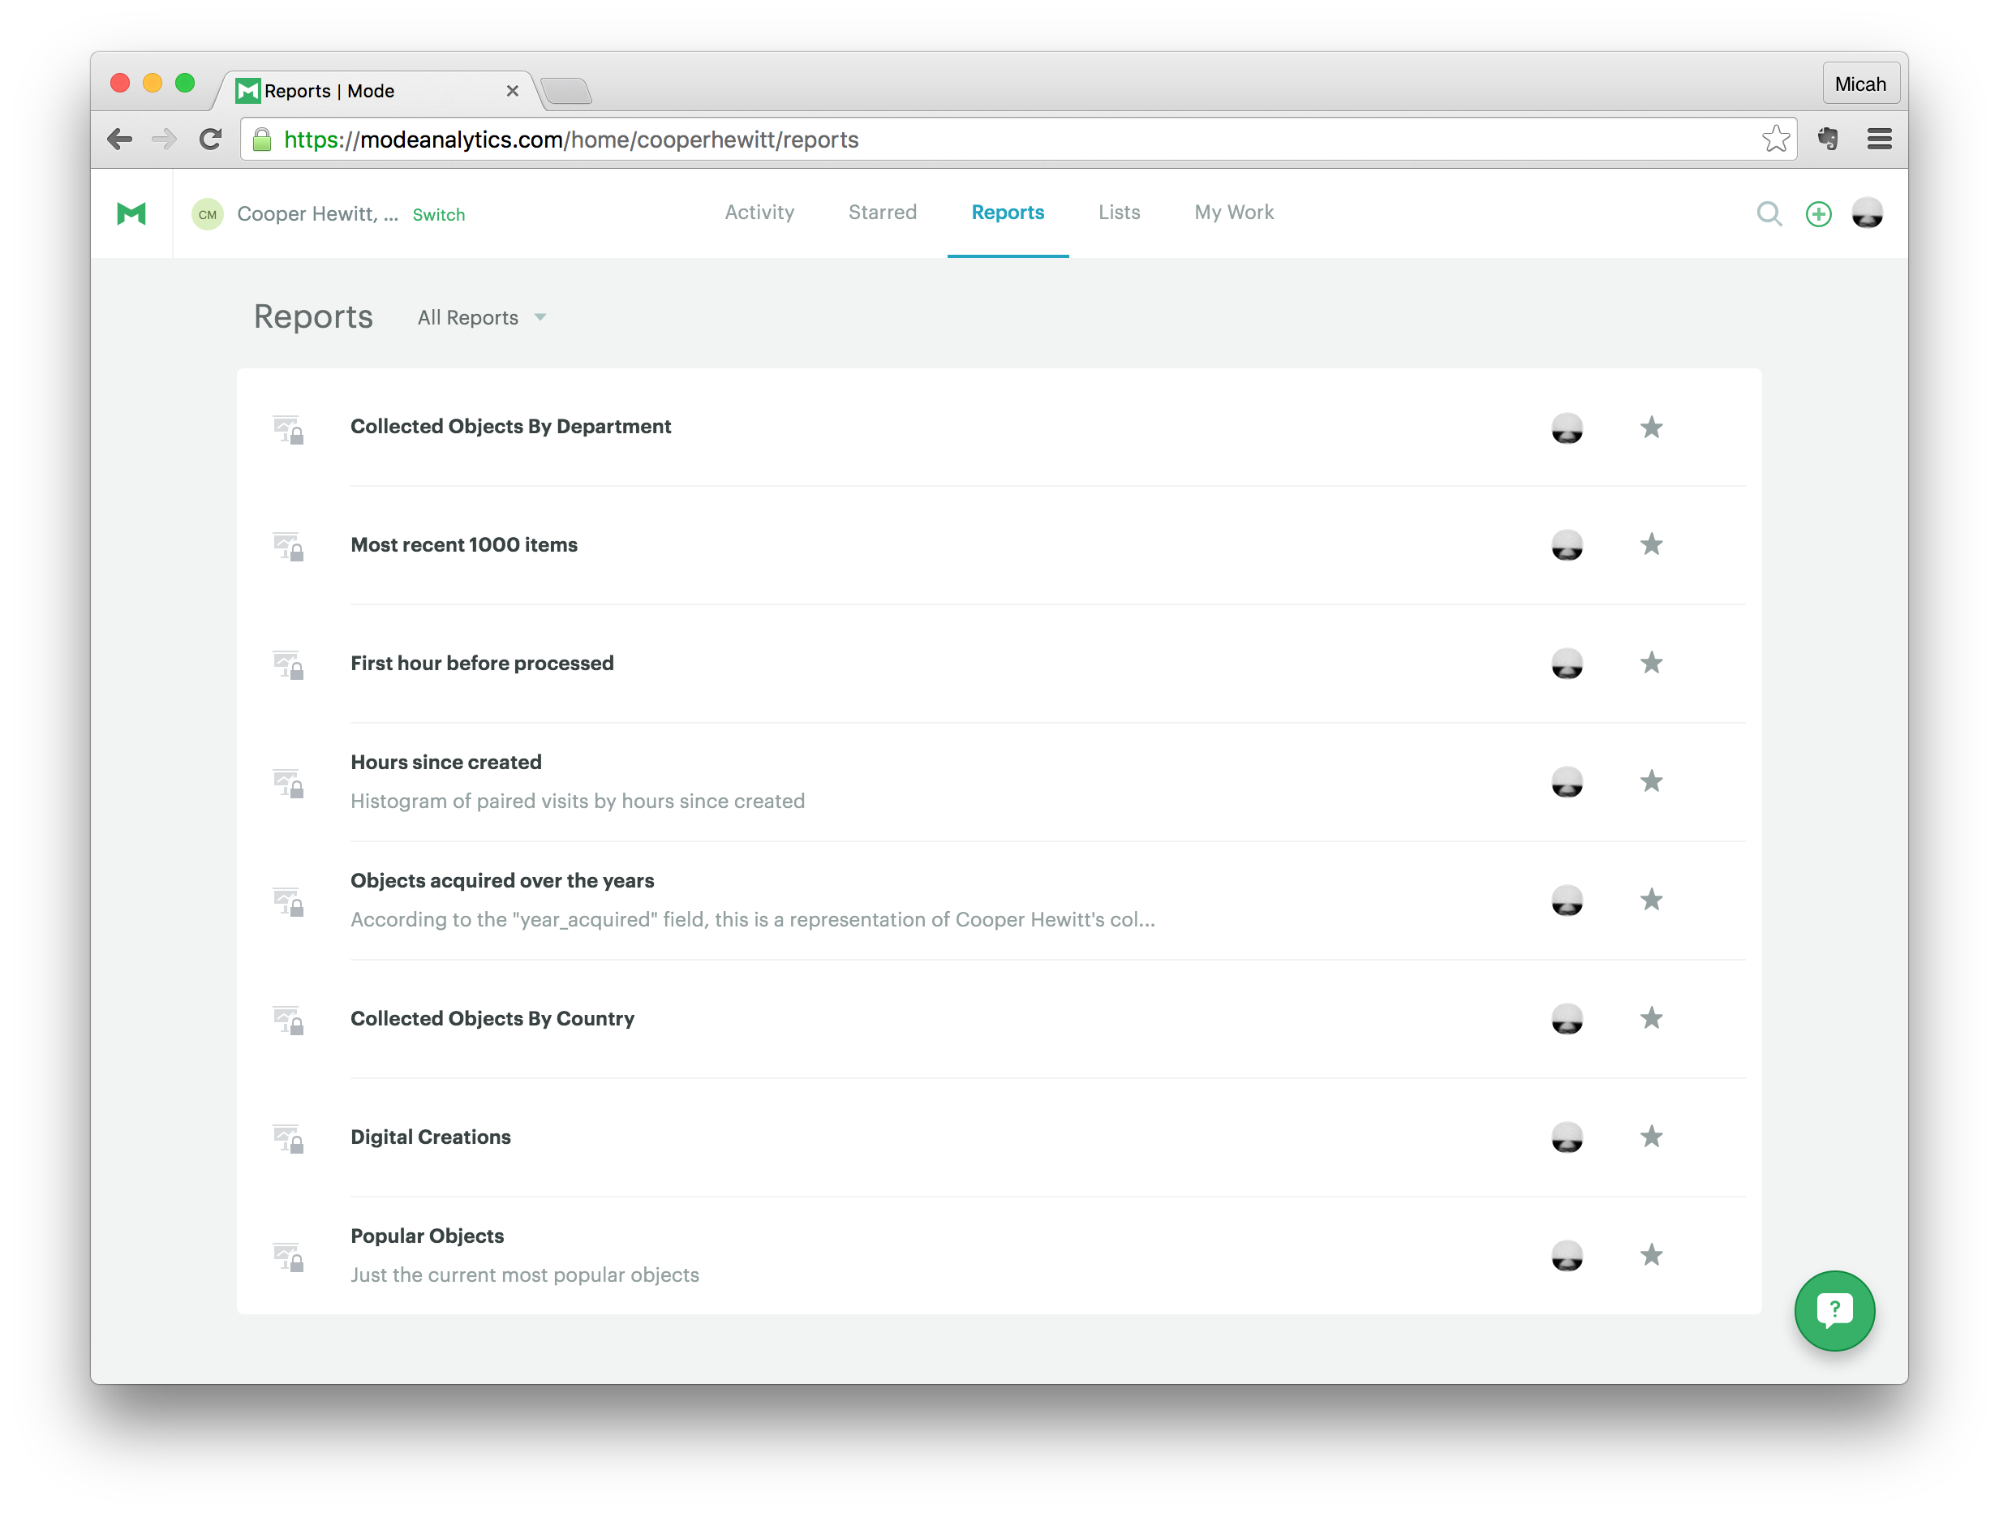 Reports | Mode
Micah
https://modeanalytics.com/home/cooperhewitt/reports
CM Cooper Hewitt, ... Switch Activity Starred Reports Lists My Work
Reports All Reports
Collected Objects By Department
Most recent 1000 items
First hour before processed
Hours since created
Histogram of paired visits by hours since created
Objects acquired over the years
According to the "year_acquired" field, this is a representation of Cooper Hewitt's col...
Collected Objects By Country
Digital Creations
Popular Objects
Just the current most popular objects
?